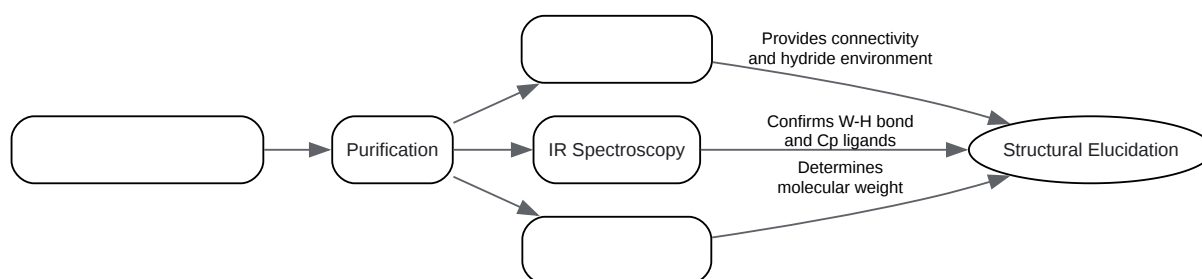 Provides connectivity
and hydride environment
Purification
IR Spectroscopy
Confirms W-H bond
and Cp ligands
Structural Elucidation
Determines
molecular weight